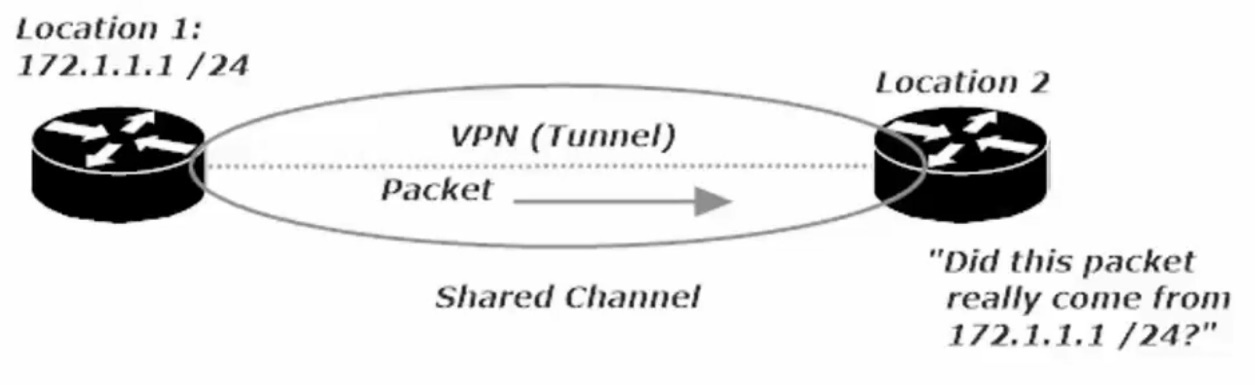 Location 1:
172.1.1.1 /24
Location 2
VPN (Tunnel)
Packet
Shared Channel
"Did this packet
really come from
172.1.1.1 /24?"